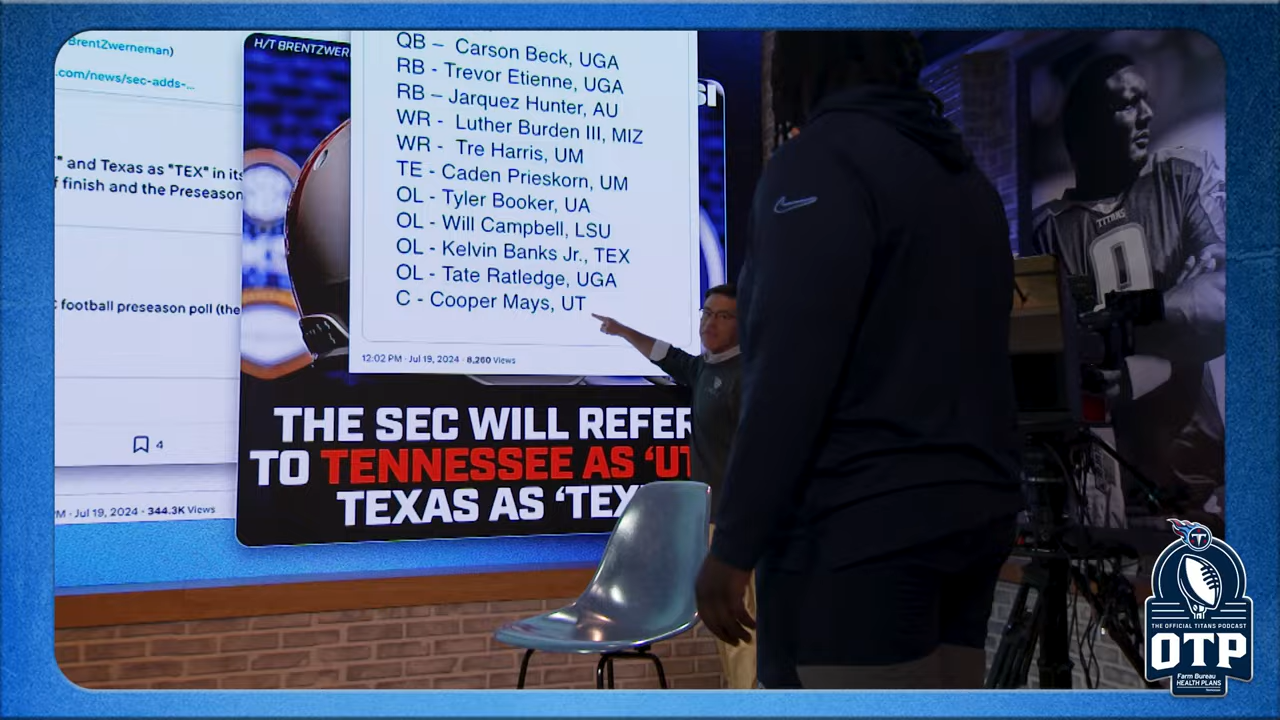 BrentZwerneman)
.com/news/sec-adds-...
" and Texas as "TEX" in its
f finish and the Preseason
football preseason poll (the
4
M · Jul 19, 2024 · 344.3K Views
H/T BRENTZWER
QB – Carson Beck, UGA
RB - Trevor Etienne, UGA
RB – Jarquez Hunter, AU
WR - Luther Burden III, MIZ
WR - Tre Harris, UM
TE - Caden Prieskorn, UM
OL - Tyler Booker, UA
OL - Will Campbell, LSU
OL - Kelvin Banks Jr., TEX
OL - Tate Ratledge, UGA
C - Cooper Mays, UT
12:02 PM · Jul 19, 2024 · 8,260 Views
SI
THE SEC WILL REFER
TO TENNESSEE AS ‘UT
TEXAS AS ‘TEX’
TITANS
0
T
THE OFFICIAL TITANS PODCAST
OTP
Farm Bureau
HEALTH PLANS